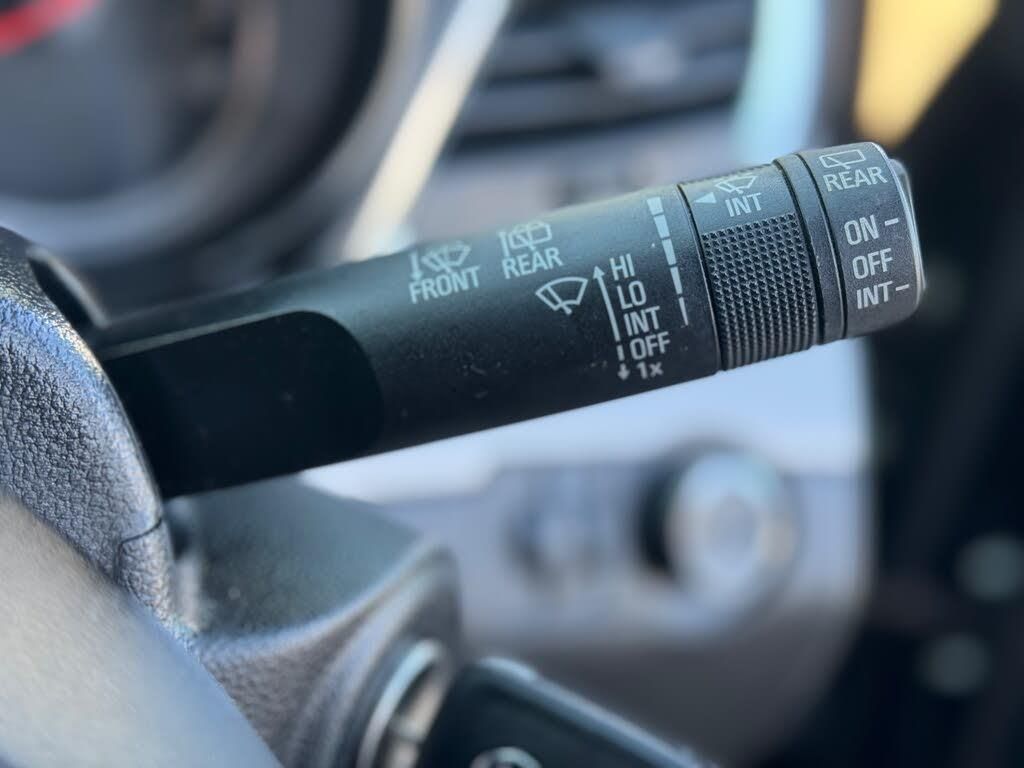 FRONT
REAR
HI
LO
INT
OFF
1x
INT
REAR
ON -
OFF
INT -